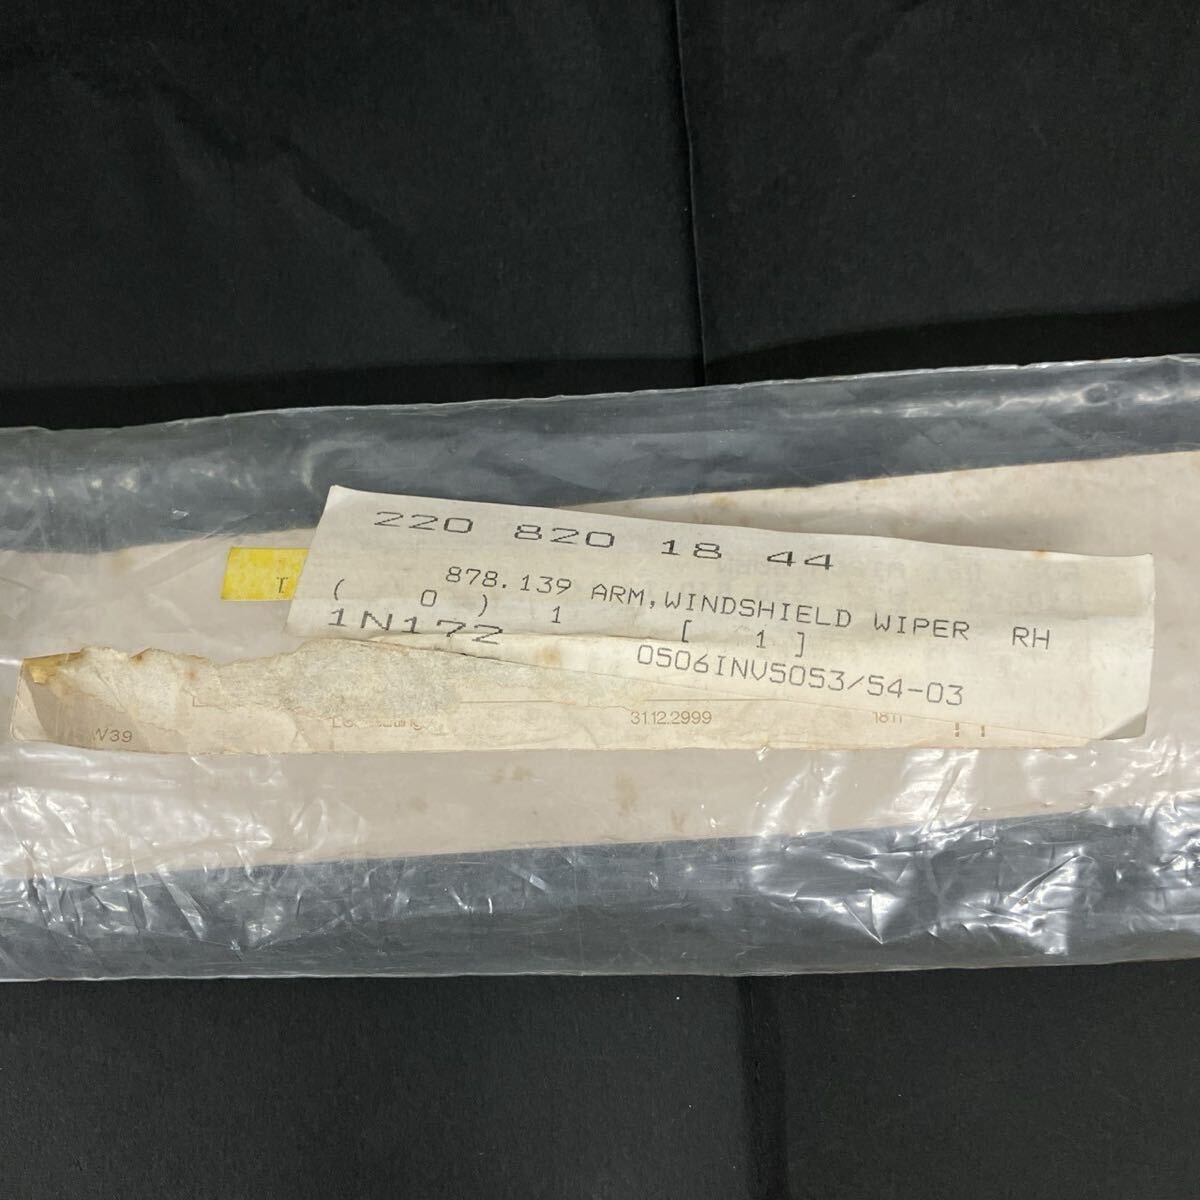 220 820 18 44
878.139 ARM,WINDSHIELD WIPER RH
( 0 ) 1 [ 1 ]
1N172
0506INV5053/54-03
31.12.2999
W39